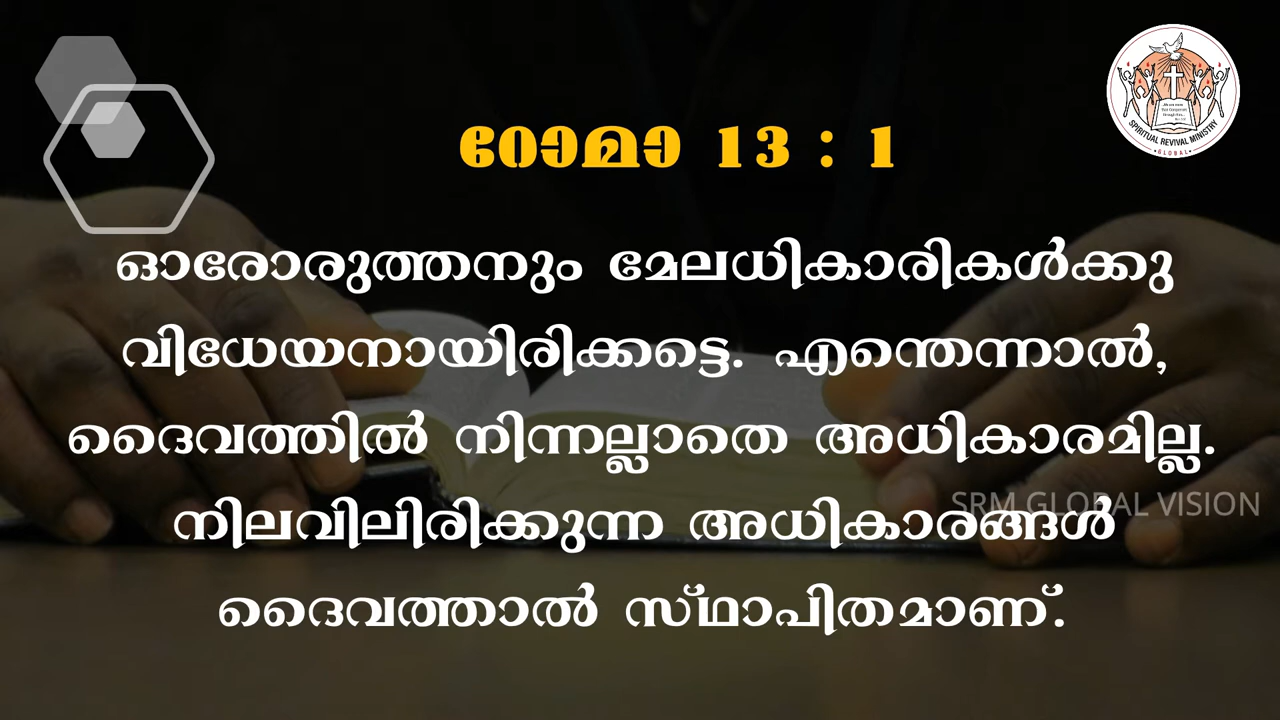 റോമാ 13 : 1
ഓരോരുത്തനും മേലധികാരികൾക്കു
വിധേയനായിരിക്കട്ടെ. എന്തെന്നാൽ,
ദൈവത്തിൽ നിന്നല്ലാതെ അധികാരമില്ല.
നിലവിലിരിക്കുന്ന അധികാരങ്ങൾ
ദൈവത്താൽ സ്ഥാപിതമാണ്.
SRM GLOBAL VISION
SPIRITUAL REVIVAL MINISTRY
GLOBAL